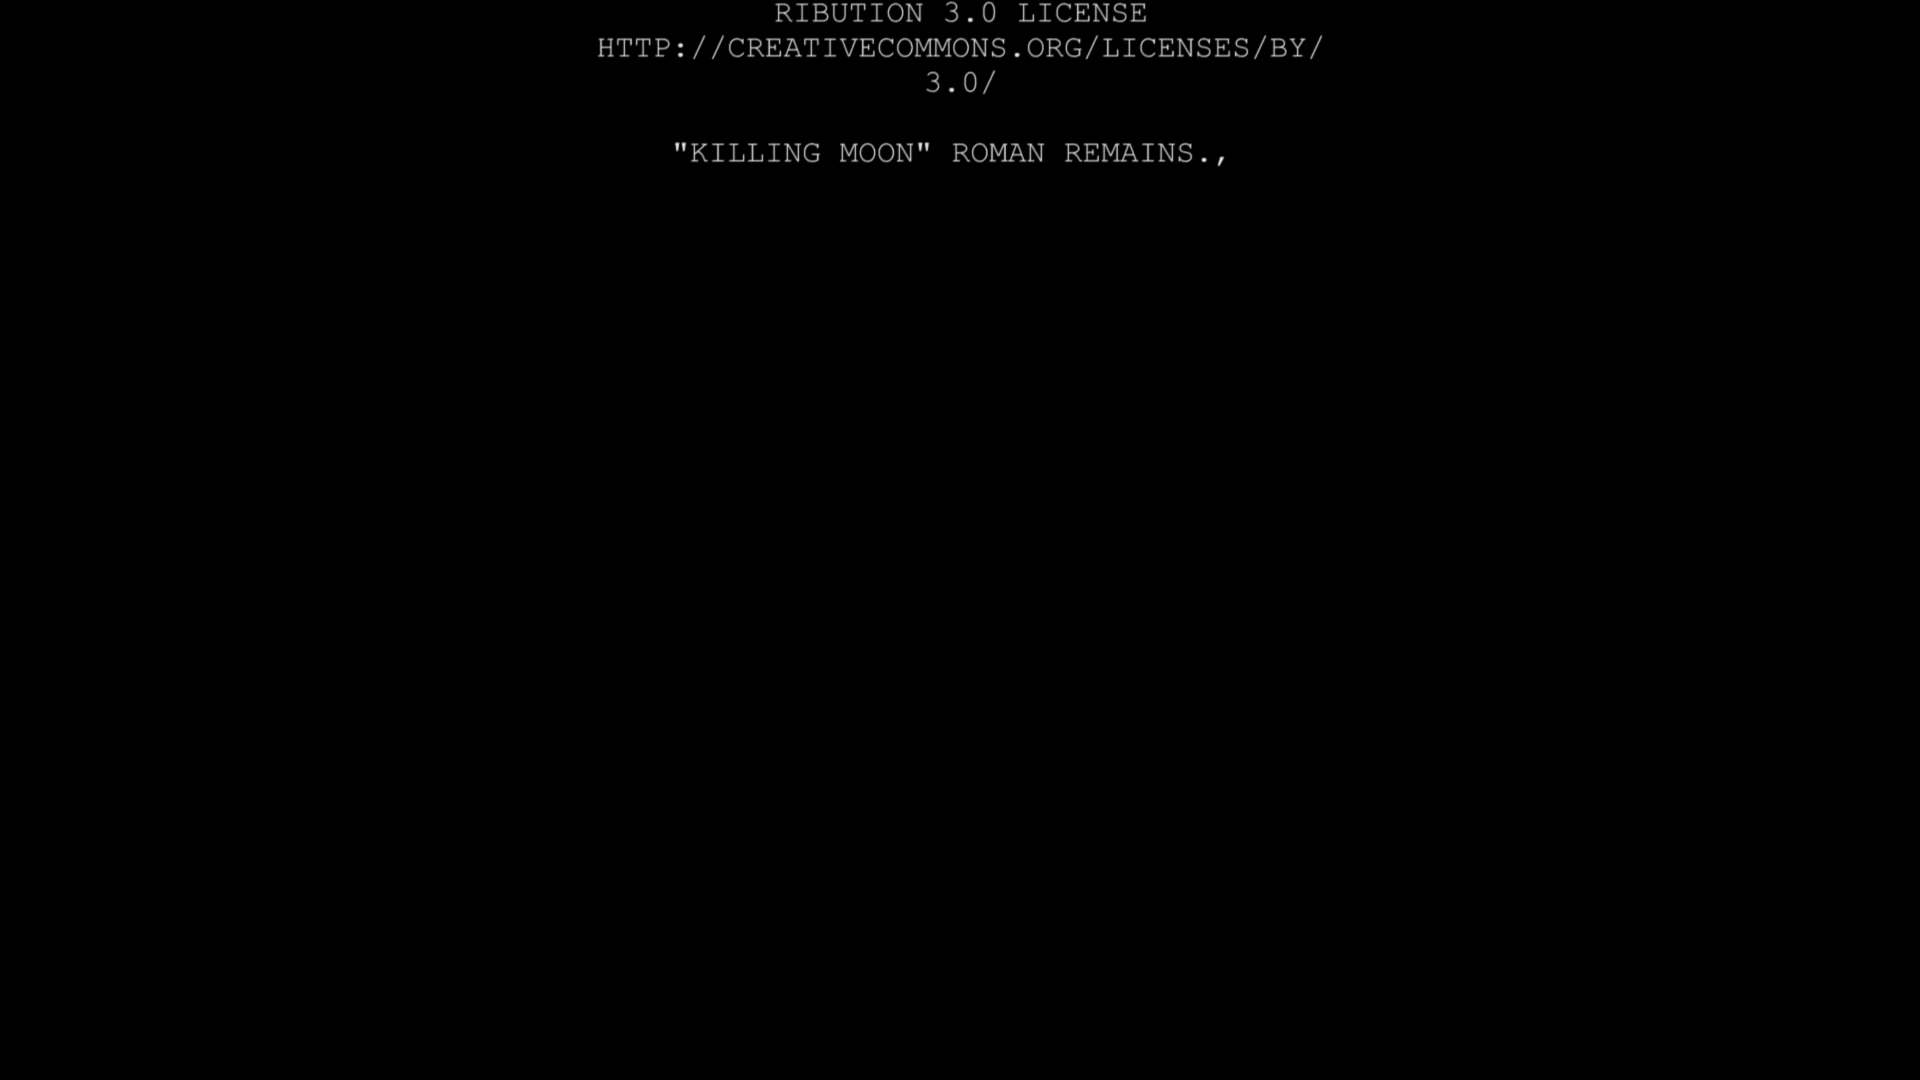 RIBUTION 3.0 LICENSE
HTTP://CREATIVECOMMONS.ORG/LICENSES/BY/
3.0/
"KILLING MOON" ROMAN REMAINS.,